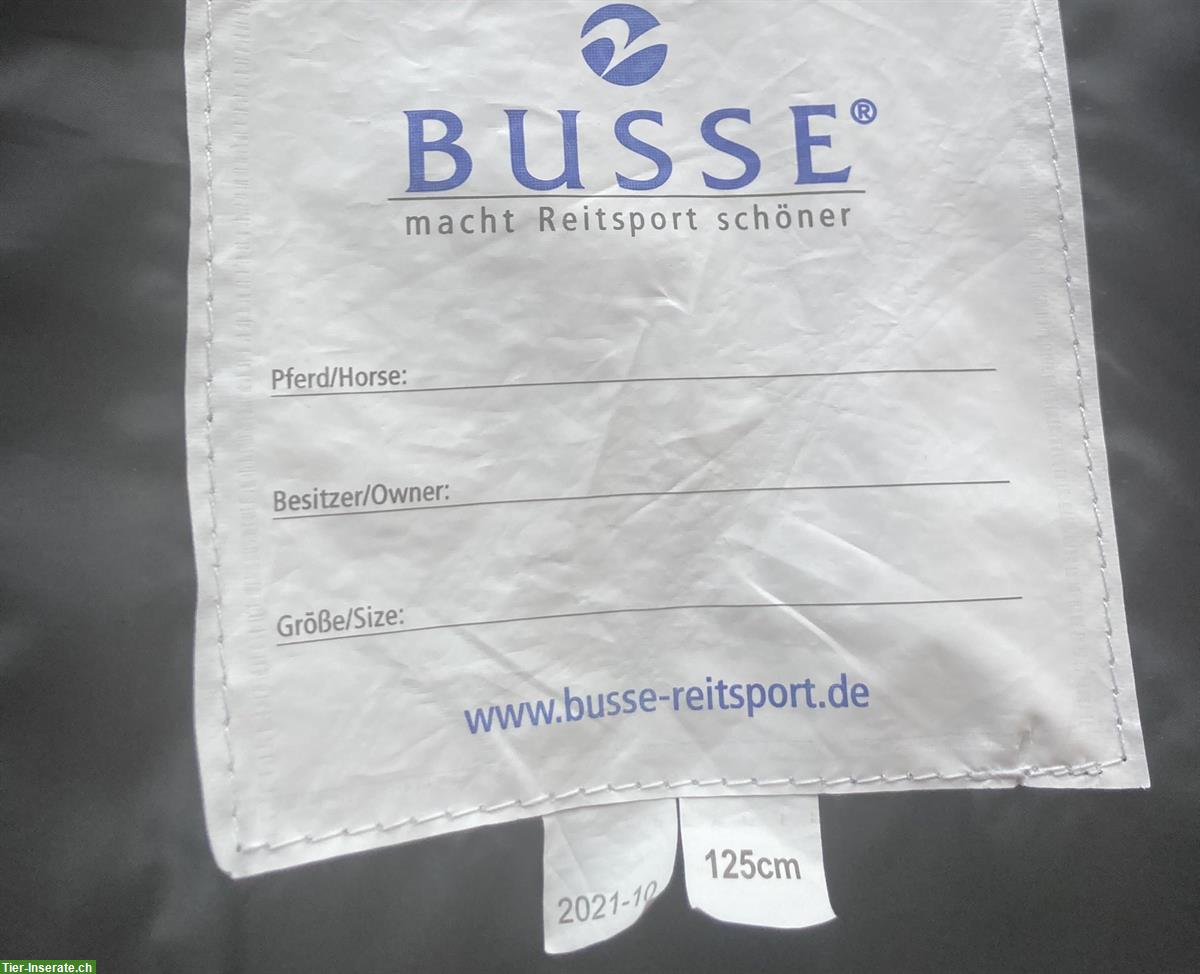 BUSSE®
macht Reitsport schöner
Pferd/Horse:
Besitzer/Owner:
Größe/Size:
www.busse-reitsport.de
2021-10
125cm
Tier-Inserate.ch